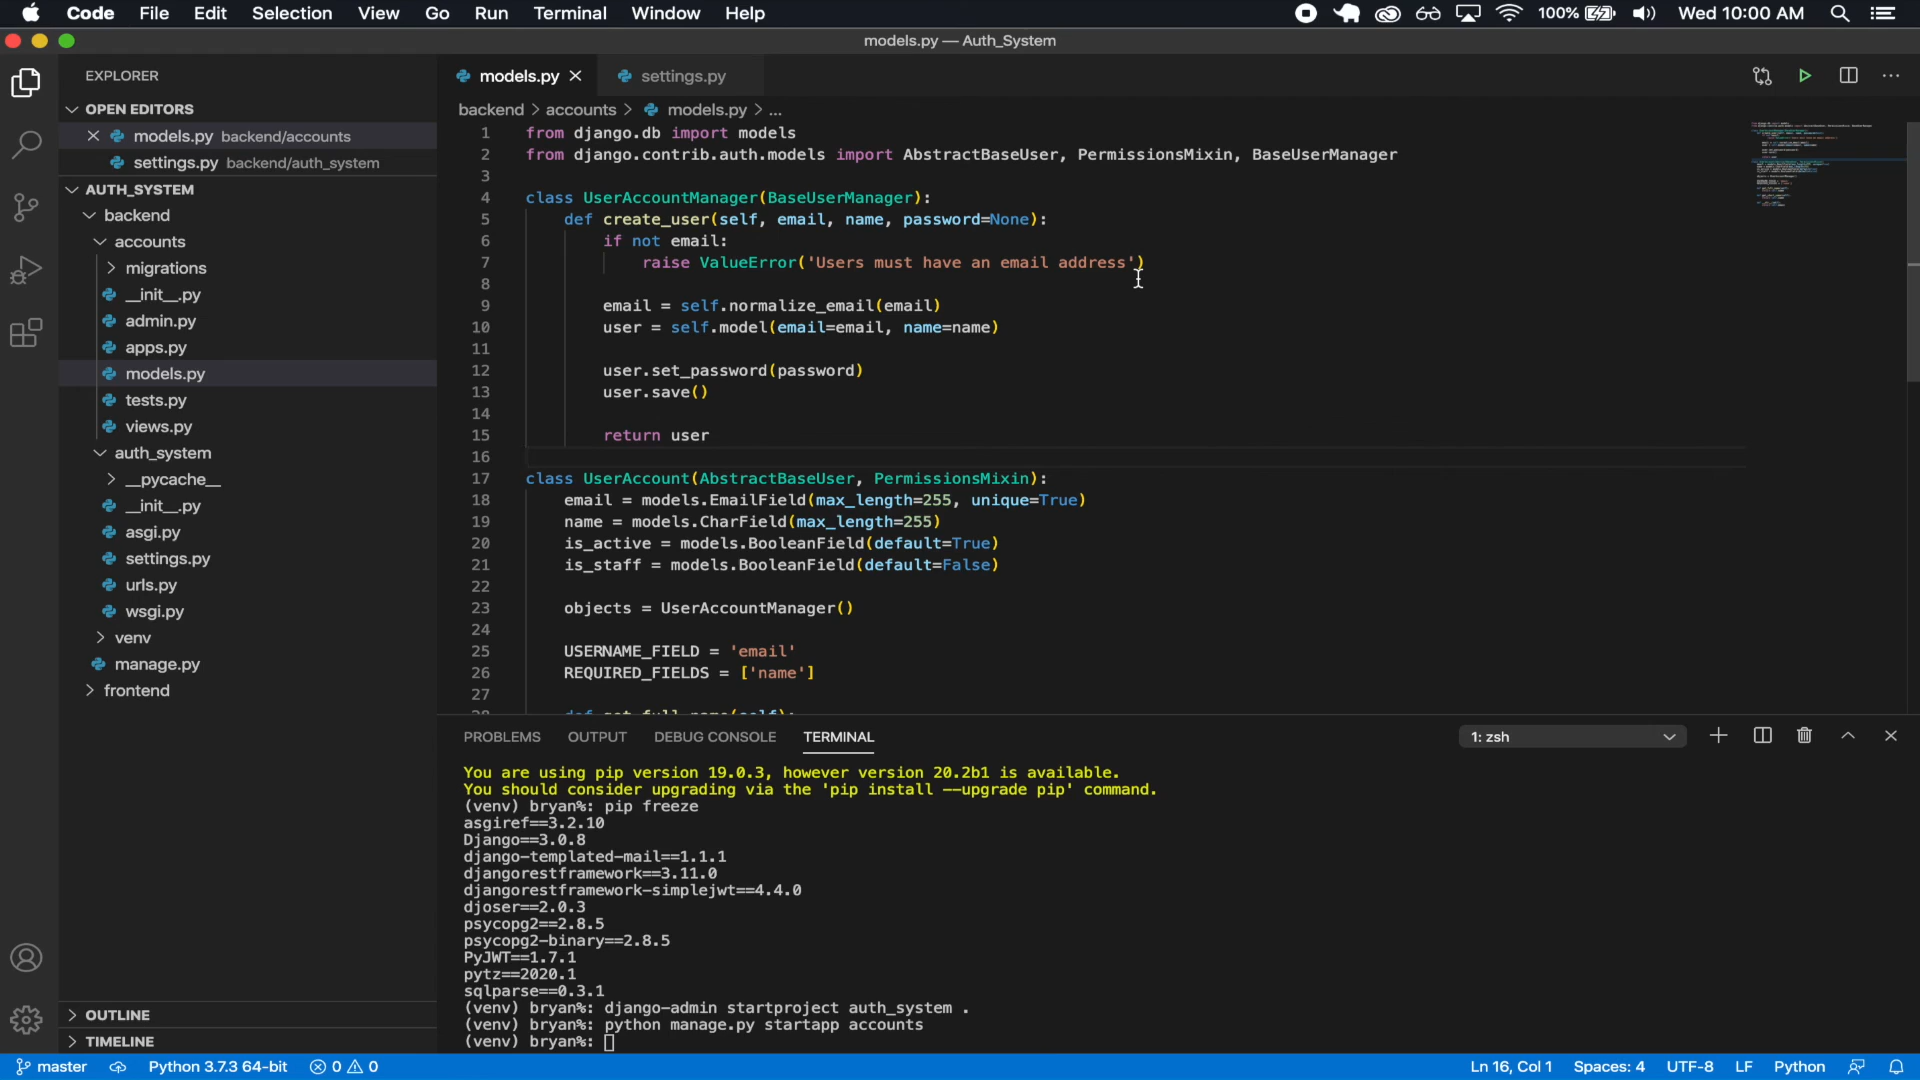 Code File Edit Selection View Go Run Terminal Window Help 100% Wed 10:00 AM
models.py — Auth_System
EXPLORER
OPEN EDITORS
models.py backend/accounts
settings.py backend/auth_system
AUTH_SYSTEM
backend
accounts
migrations
__init__.py
admin.py
apps.py
models.py
tests.py
views.py
auth_system
__pycache__
__init__.py
asgi.py
settings.py
urls.py
wsgi.py
venv
manage.py
frontend
OUTLINE
TIMELINE
models.py settings.py
backend > accounts > models.py > ...
1 from django.db import models
2 from django.contrib.auth.models import AbstractBaseUser, PermissionsMixin, BaseUserManager
3
4 class UserAccountManager(BaseUserManager):
5 def create_user(self, email, name, password=None):
6 if not email:
7 raise ValueError('Users must have an email address')
8
9 email = self.normalize_email(email)
10 user = self.model(email=email, name=name)
11
12 user.set_password(password)
13 user.save()
14
15 return user
16
17 class UserAccount(AbstractBaseUser, PermissionsMixin):
18 email = models.EmailField(max_length=255, unique=True)
19 name = models.CharField(max_length=255)
20 is_active = models.BooleanField(default=True)
21 is_staff = models.BooleanField(default=False)
22
23 objects = UserAccountManager()
24
25 USERNAME_FIELD = 'email'
26 REQUIRED_FIELDS = ['name']
27
28 def get_full_name(self):
PROBLEMS OUTPUT DEBUG CONSOLE TERMINAL 1: zsh
You are using pip version 19.0.3, however version 20.2b1 is available.
You should consider upgrading via the 'pip install --upgrade pip' command.
(venv) bryan%: pip freeze
asgiref==3.2.10
Django==3.0.8
django-templated-mail==1.1.1
djangorestframework==3.11.0
djangorestframework-simplejwt==4.4.0
djoser==2.0.3
psycopg2==2.8.5
psycopg2-binary==2.8.5
PyJWT==1.7.1
pytz==2020.1
sqlparse==0.3.1
(venv) bryan%: django-admin startproject auth_system .
(venv) bryan%: python manage.py startapp accounts
(venv) bryan%:
master Python 3.7.3 64-bit 0 0 Ln 16, Col 1 Spaces: 4 UTF-8 LF Python